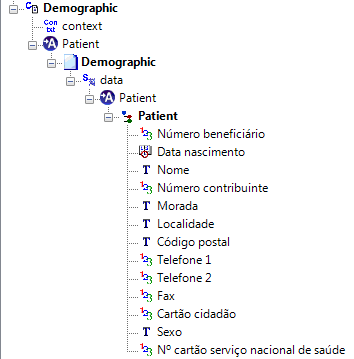 Demographic
context
Patient
Demographic
data
Patient
Patient
Número beneficiário
Data nascimento
Nome
Número contribuinte
Morada
Localidade
Código postal
Telefone 1
Telefone 2
Fax
Cartão cidadão
Sexo
Nº cartão serviço nacional de saúde